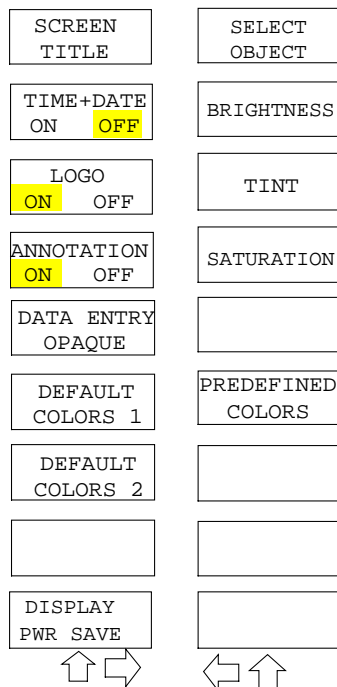 SCREEN
TITLE
TIME+DATE
ON OFF
LOGO
ON OFF
ANNOTATION
ON OFF
DATA ENTRY
OPAQUE
DEFAULT
COLORS 1
DEFAULT
COLORS 2
DISPLAY
PWR SAVE
SELECT
OBJECT
BRIGHTNESS
TINT
SATURATION
PREDEFINED
COLORS